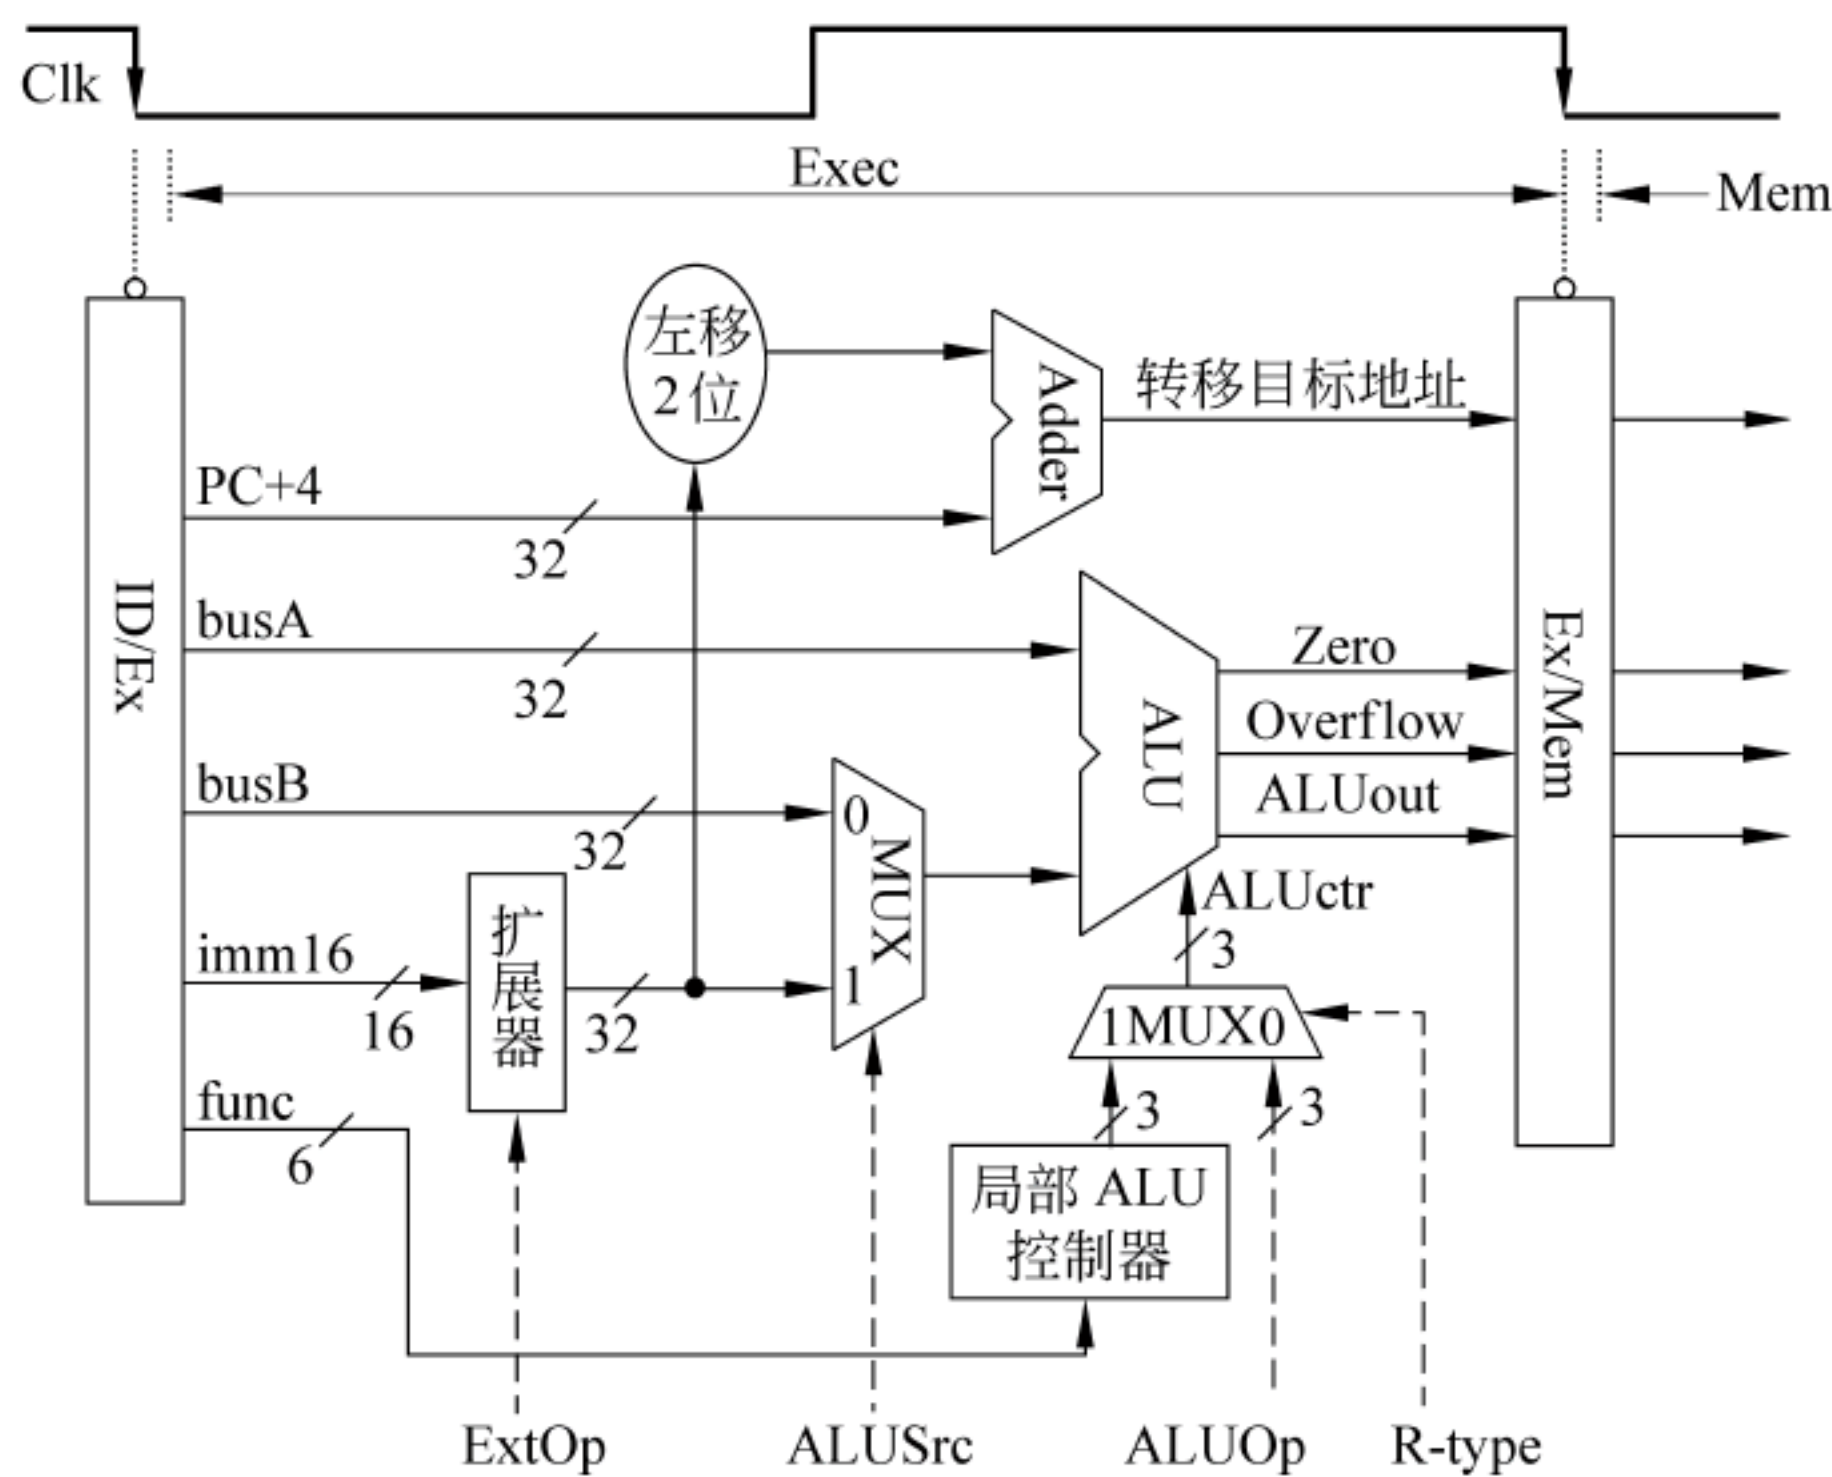 Clk
Exec
Mem
左移
2位
Adder
转移目标地址
PC+4
32
ID/Ex
busA
32
Zero
Ex/Mem
Overflow
ALU
busB
ALUout
0
32
MUX
ALUctr
扩展器
imm16
3
1
16
32
1MUX0
func
3
3
6
局部 ALU
控制器
ExtOp
ALUSrc
ALUOp
R-type